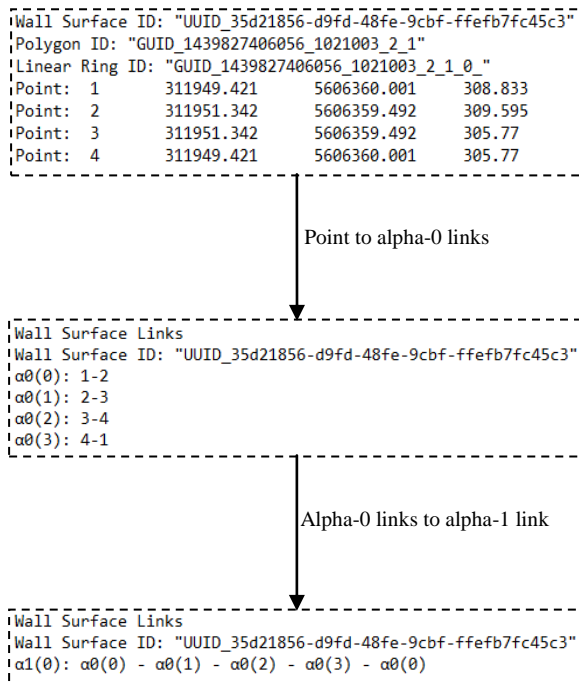 Wall Surface ID: "UUID_35d21856-d9fd-48fe-9cbf-ffefb7fc45c3"
Polygon ID: "GUID_1439827406056_1021003_2_1"
Linear Ring ID: "GUID_1439827406056_1021003_2_1_0_"
Point: 1 311949.421 5606360.001 308.833
Point: 2 311951.342 5606359.492 309.595
Point: 3 311951.342 5606359.492 305.77
Point: 4 311949.421 5606360.001 305.77
Point to alpha-0 links
Wall Surface Links
Wall Surface ID: "UUID_35d21856-d9fd-48fe-9cbf-ffefb7fc45c3"
α0(0): 1-2
α0(1): 2-3
α0(2): 3-4
α0(3): 4-1
Alpha-0 links to alpha-1 link
Wall Surface Links
Wall Surface ID: "UUID_35d21856-d9fd-48fe-9cbf-ffefb7fc45c3"
α1(0): α0(0) - α0(1) - α0(2) - α0(3) - α0(0)